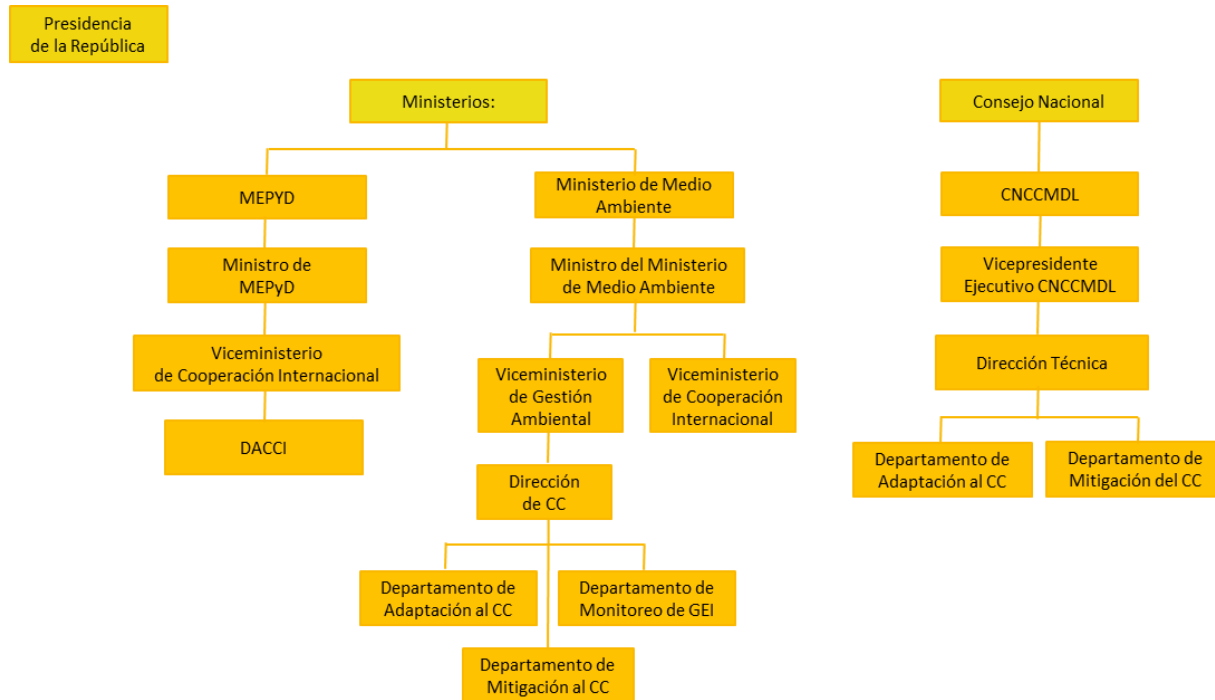 Presidencia
de la República
Ministerios:
Consejo Nacional
MEPYD
Ministerio de Medio
Ambiente
CNCCMDL
Ministro de
MEPyD
Ministro del Ministerio
de Medio Ambiente
Vicepresidente
Ejecutivo CNCCMDL
Viceministerio
de Cooperación Internacional
Viceministerio
de Gestión
Ambiental
Viceministerio
de Cooperación
Internacional
Dirección Técnica
DACCI
Departamento de
Adaptación al CC
Departamento de
Mitigación del CC
Dirección
de CC
Departamento de
Adaptación al CC
Departamento de
Monitoreo de GEI
Departamento de
Mitigación al CC